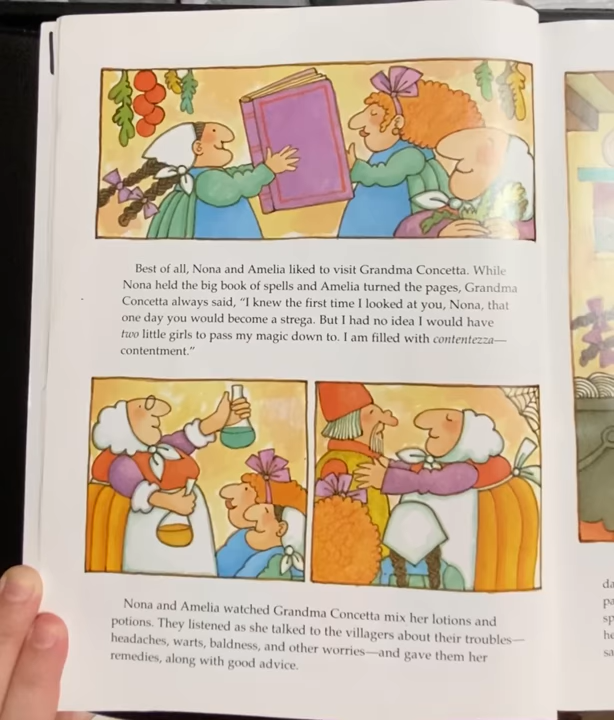 Best of all, Nona and Amelia liked to visit Grandma Concetta. While
Nona held the big book of spells and Amelia turned the pages, Grandma
Concetta always said, “I knew the first time I looked at you, Nona, that
one day you would become a strega. But I had no idea I would have
two little girls to pass my magic down to. I am filled with contentezza—
contentment.”
Nona and Amelia watched Grandma Concetta mix her lotions and
potions. They listened as she talked to the villagers about their troubles—
headaches, warts, baldness, and other worries—and gave them her
remedies, along with good advice.